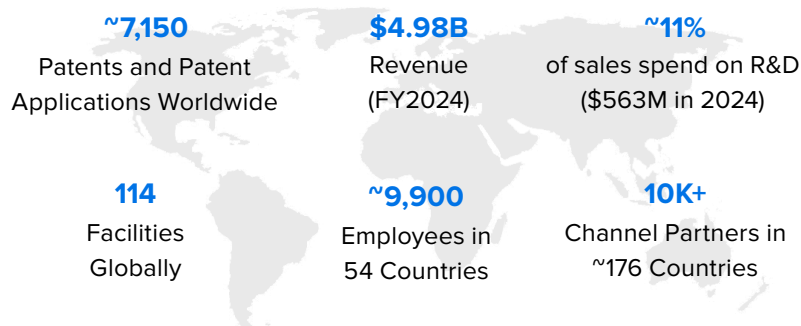 ~7,150
Patents and Patent
Applications Worldwide
$4.98B
Revenue
(FY2024)
~11%
of sales spend on R&D
($563M in 2024)
114
Facilities
Globally
~9,900
Employees in
54 Countries
10K+
Channel Partners in
~176 Countries